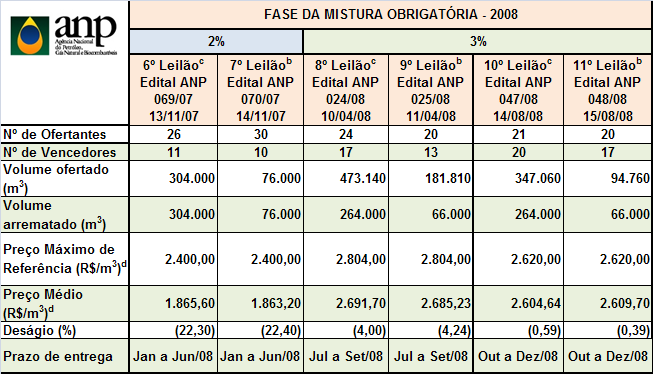 anp
Agência Nacional
do Petróleo,
Gás Natural e Biocombustíveis
FASE DA MISTURA OBRIGATÓRIA - 2008
2% 3%
6º Leilãoᶜ Edital ANP 069/07 13/11/07
7º Leilãoᵇ Edital ANP 070/07 14/11/07
8º Leilãoᶜ Edital ANP 024/08 10/04/08
9º Leilãoᵇ Edital ANP 025/08 11/04/08
10º Leilãoᶜ Edital ANP 047/08 14/08/08
11º Leilãoᵇ Edital ANP 048/08 15/08/08
Nº de Ofertantes 26 30 24 20 21 20
Nº de Vencedores 11 10 17 13 20 17
Volume ofertado (m³) 304.000 76.000 473.140 181.810 347.060 94.760
Volume arrematado (m³) 304.000 76.000 264.000 66.000 264.000 66.000
Preço Máximo de Referência (R$/m³)ᵈ 2.400,00 2.400,00 2.804,00 2.804,00 2.620,00 2.620,00
Preço Médio (R$/m³)ᵈ 1.865,60 1.863,20 2.691,70 2.685,23 2.604,64 2.609,70
Deságio (%) (22,30) (22,40) (4,00) (4,24) (0,59) (0,39)
Prazo de entrega Jan a Jun/08 Jan a Jun/08 Jul a Set/08 Jul a Set/08 Out a Dez/08 Out a Dez/08